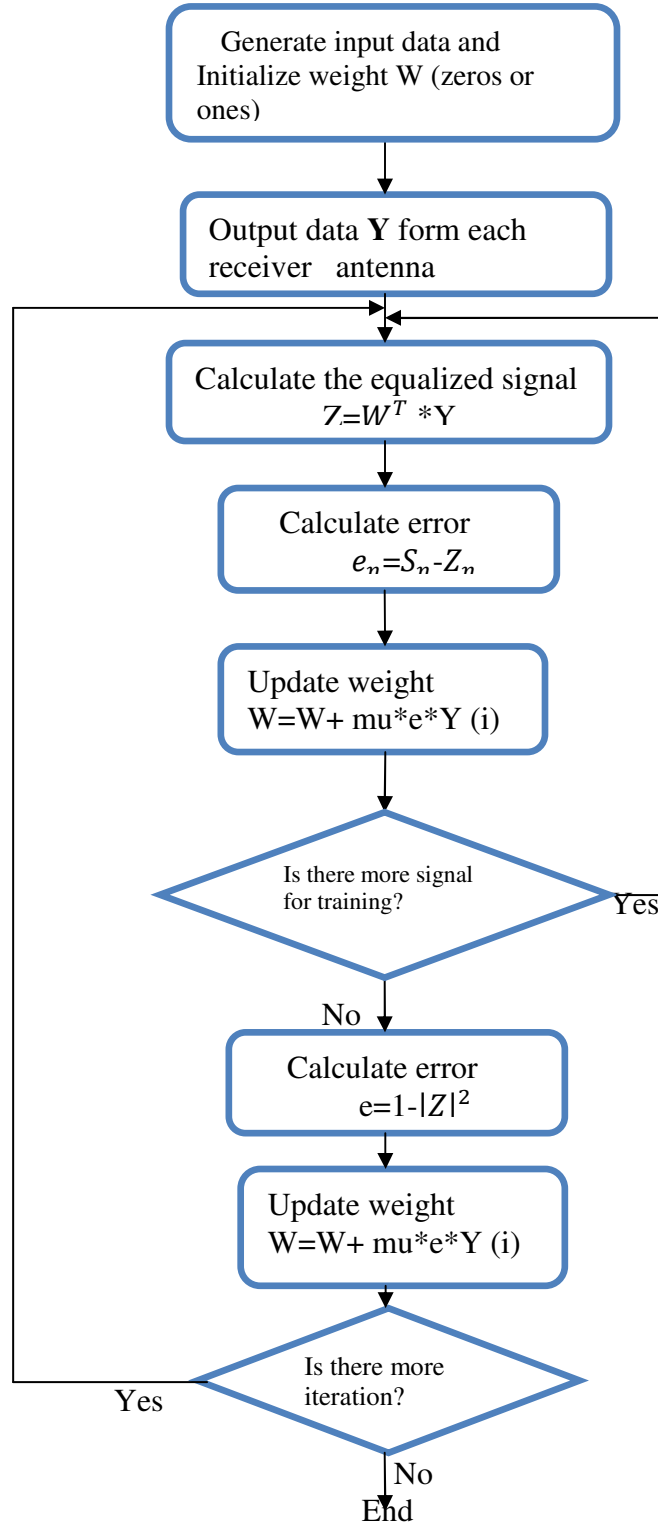 Generate input data and
Initialize weight W (zeros or
ones)
Output data Y form each
receiver antenna
Calculate the equalized signal
Z=W^T *Y
Calculate error
e_n=S_n-Z_n
Update weight
W=W+ mu*e*Y (i)
Is there more signal
for training?
Yes
No
Calculate error
e=1-|Z|²
Update weight
W=W+ mu*e*Y (i)
Is there more
iteration?
Yes
No
End